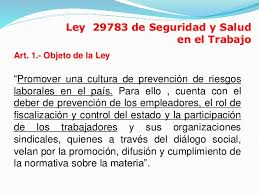 Ley  29783 de Seguridad y Salud
en el Trabajo
Art. 1.- Objeto de la Ley
“Promover una cultura de prevención de riesgos
laborales en el país. Para ello , cuenta con el
deber de prevención de los empleadores, el rol de
fiscalización y control del estado y la participación
de los trabajadores y sus organizaciones
sindicales, quienes a través del diálogo social,
velan por la promoción, difusión y cumplimiento de
la normativa sobre la materia”.